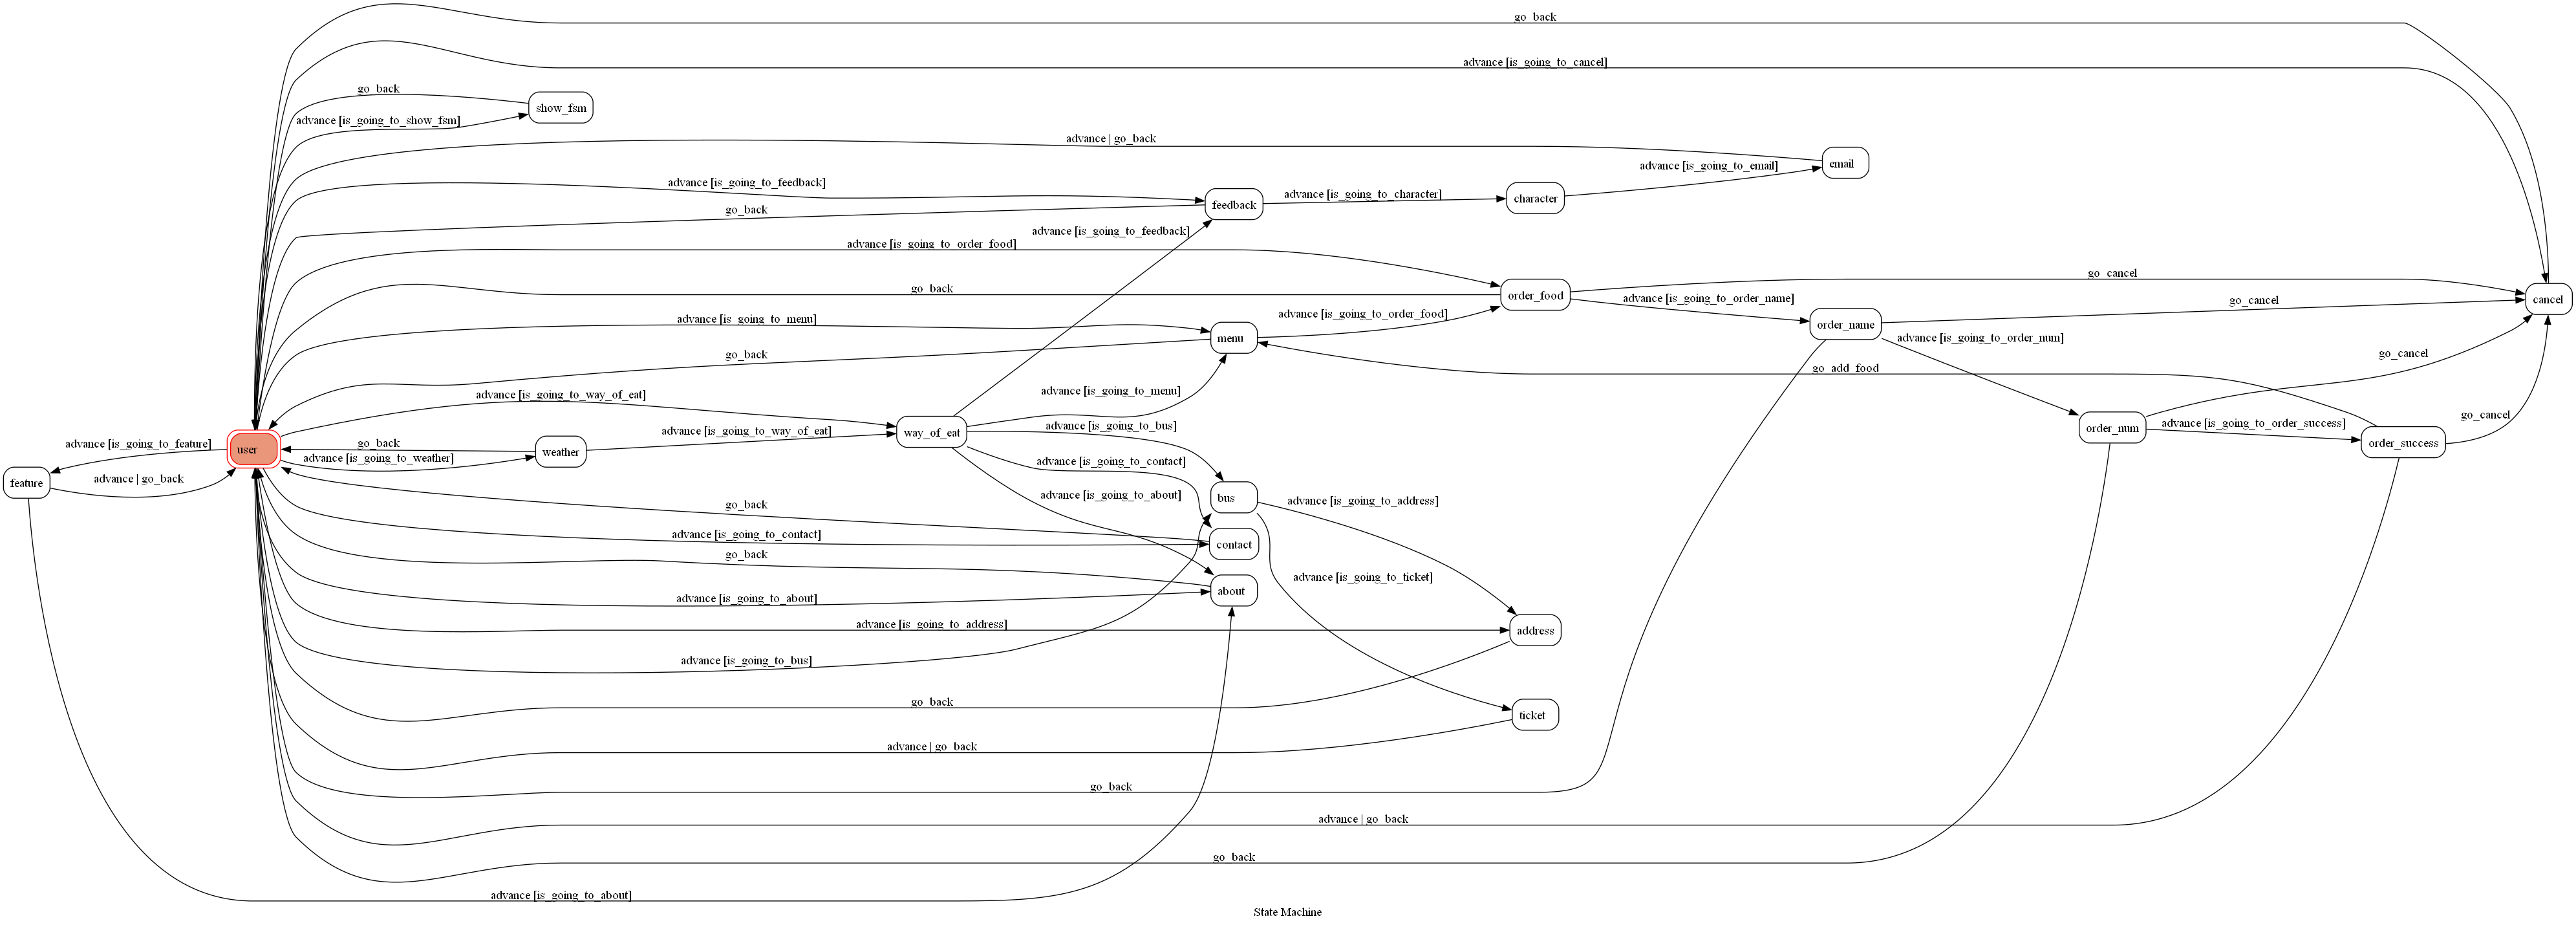 go_back
advance [is_going_to_cancel]
go_back
show_fsm
advance [is_going_to_show_fsm]
advance | go_back
email
advance [is_going_to_email]
advance [is_going_to_feedback]
feedback
advance [is_going_to_character]
character
go_back
advance [is_going_to_feedback]
advance [is_going_to_order_food]
go_back
order_food
go_cancel
cancel
advance [is_going_to_order_name]
go_cancel
advance [is_going_to_menu]
menu
advance [is_going_to_order_food]
order_name
advance [is_going_to_order_num]
go_back
go_cancel
go_add_food
advance [is_going_to_way_of_eat]
advance [is_going_to_menu]
way_of_eat
advance [is_going_to_way_of_eat]
advance [is_going_to_bus]
order_num
advance [is_going_to_order_success]
go_cancel
order_success
advance [is_going_to_feature]
user
go_back
weather
advance [is_going_to_weather]
advance [is_going_to_contact]
feature
advance | go_back
advance [is_going_to_about]
bus
advance [is_going_to_address]
go_back
advance [is_going_to_contact]
contact
go_back
advance [is_going_to_ticket]
about
advance [is_going_to_about]
advance [is_going_to_address]
address
advance [is_going_to_bus]
go_back
ticket
advance | go_back
go_back
advance | go_back
go_back
advance [is_going_to_about]
State Machine